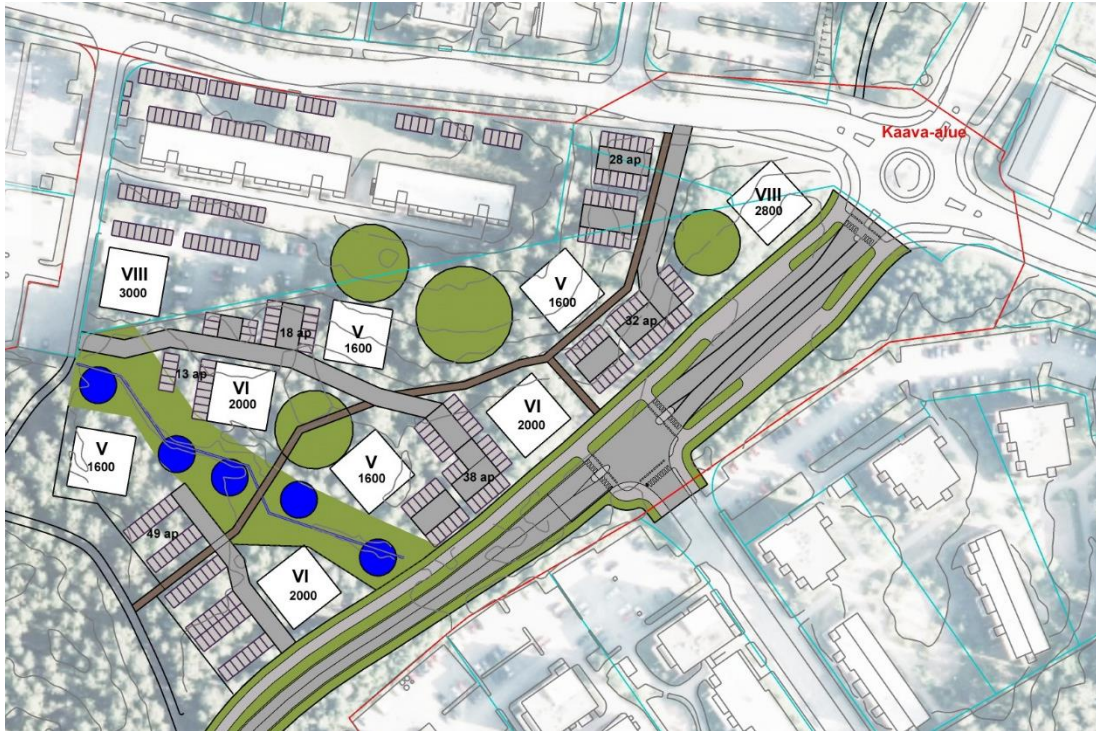 Kaava-alue
28 ap
VIII
2800
VIII
3000
V
1600
18 ap
V
1600
32 ap
13 ap
VI
2000
VI
2000
V
1600
V
1600
38 ap
49 ap
VI
2000